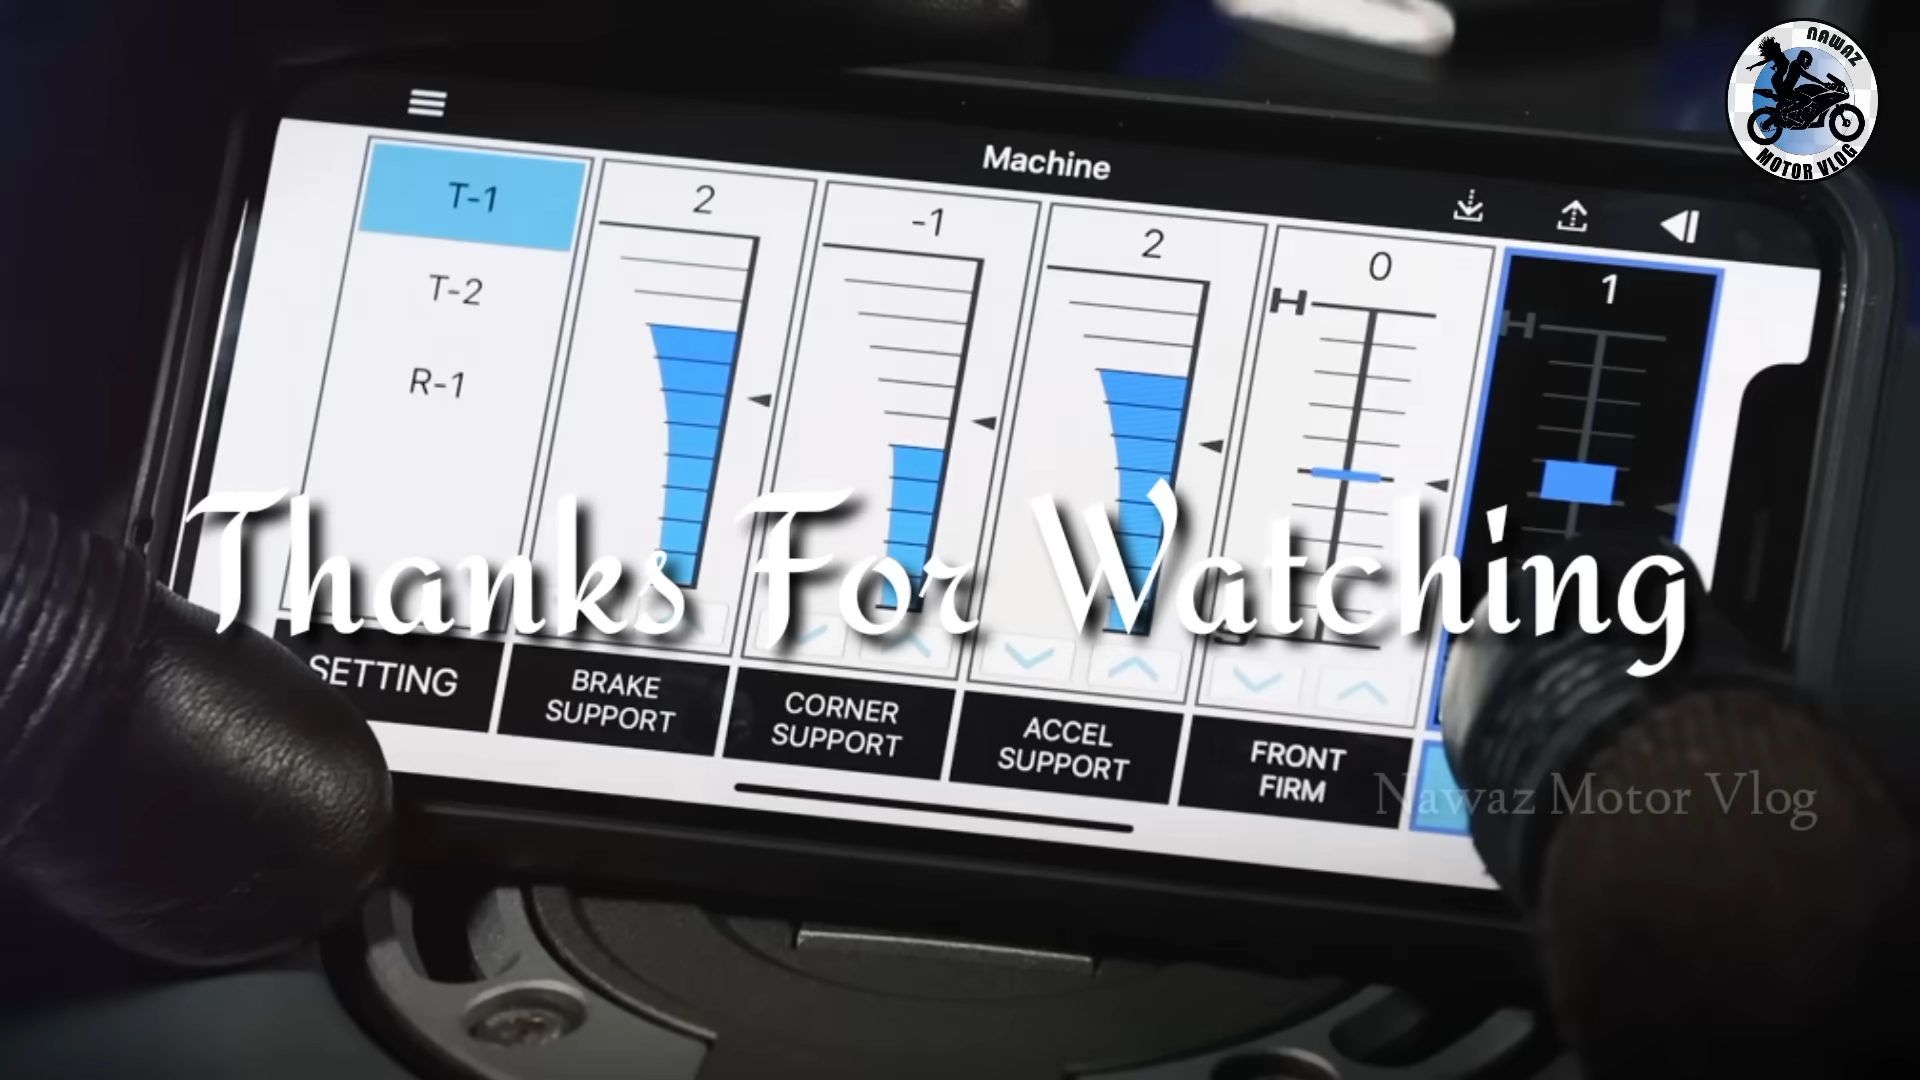 NAWAZ
MOTOR VLOG
Machine
T-1
T-2
R-1
2
-1
2
0
1
H
H
S
Thanks For Watching
SETTING
BRAKE
SUPPORT
CORNER
SUPPORT
ACCEL
SUPPORT
FRONT
FIRM
Nawaz Motor Vlog